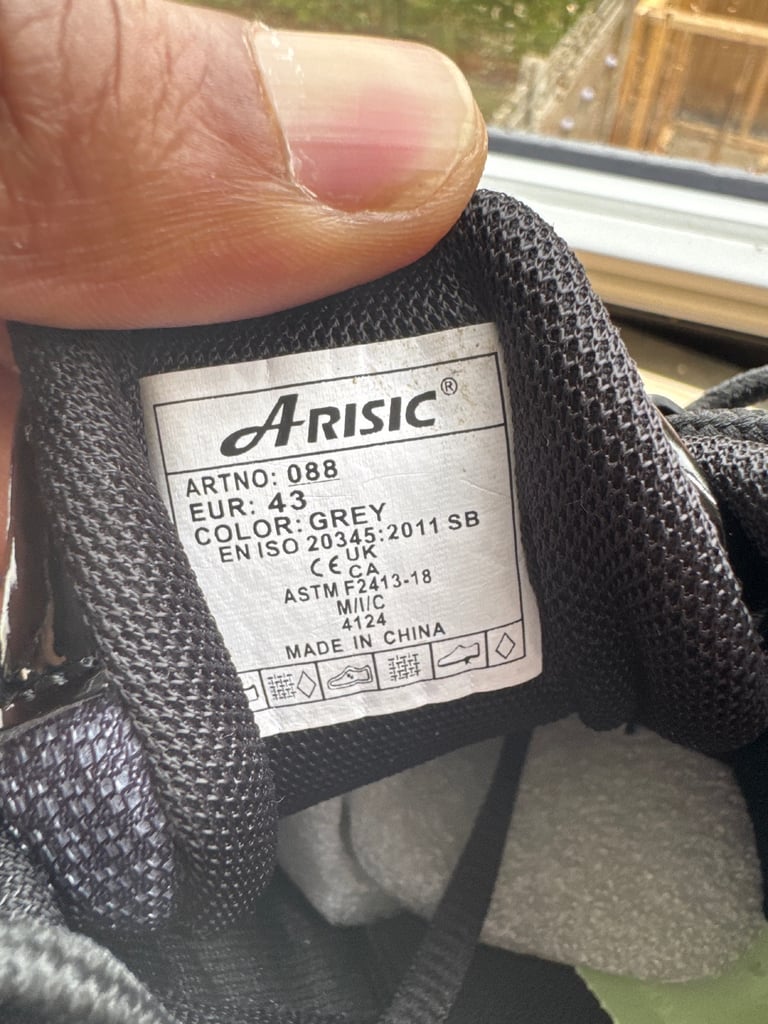 ARISIC®
ARTNO: 088
EUR: 43
COLOR: GREY
EN ISO 20345:2011 SB
CE UK
CA
ASTM F2413-18
M/I/C
4124
MADE IN CHINA